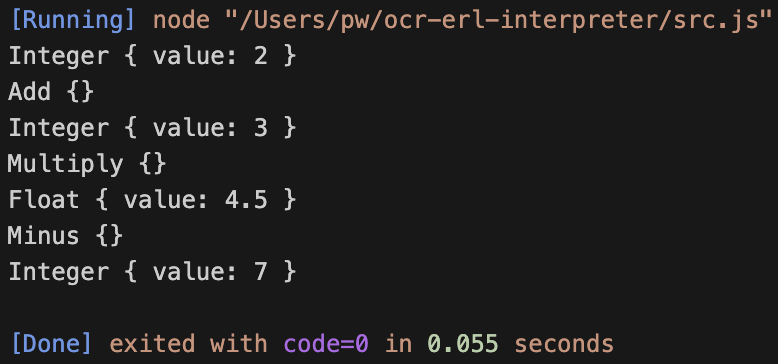 [Running] node "/Users/pw/ocr-erl-interpreter/src.js"
Integer { value: 2 }
Add {}
Integer { value: 3 }
Multiply {}
Float { value: 4.5 }
Minus {}
Integer { value: 7 }
[Done] exited with code=0 in 0.055 seconds